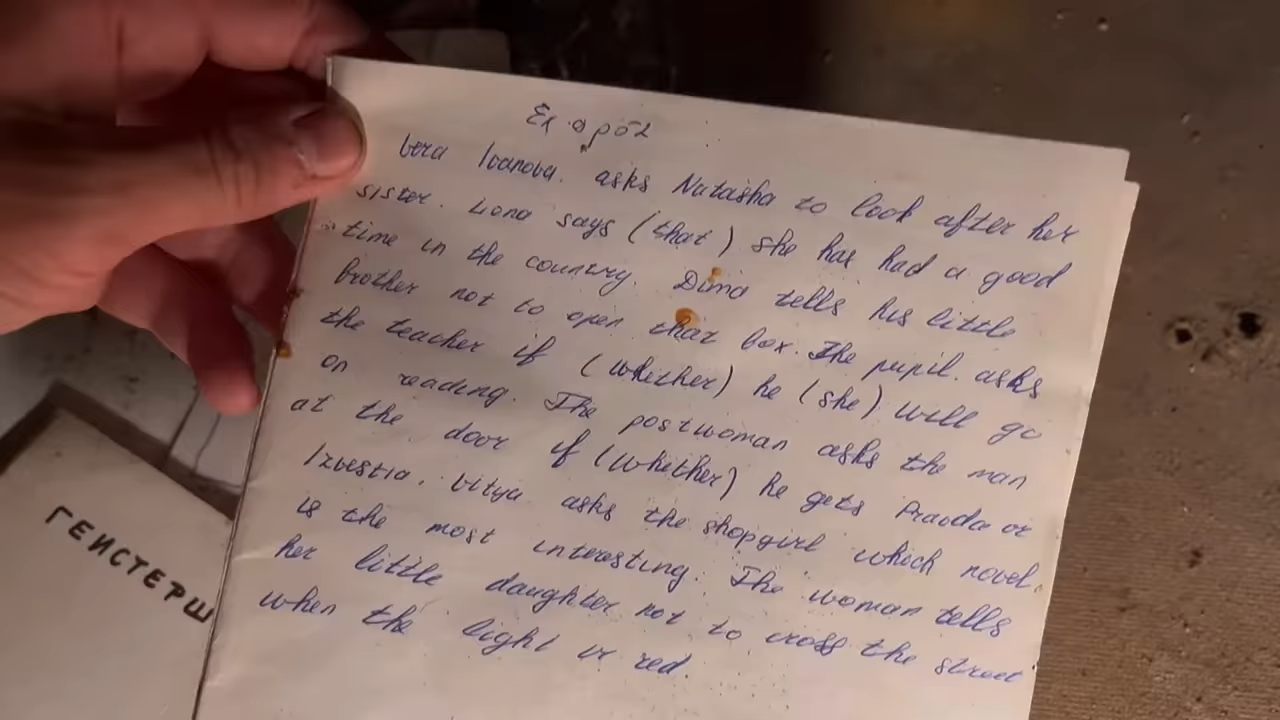 Vera Ivanova. asks Natasha to look after her
sister. Lena says (that) she has had a good
time in the country. Dima tells his little
brother not to open that box. The pupil. asks
the teacher if (whether) he (she) will go
on reading. The postwoman asks the man
at the door if (whether) he gets Pravda or
Izvestia. Vitya asks the shopgirl which novel.
is the most interesting. The woman tells
her little daughter not to cross the street
when the light is red.
ГЕИСТЕРШ